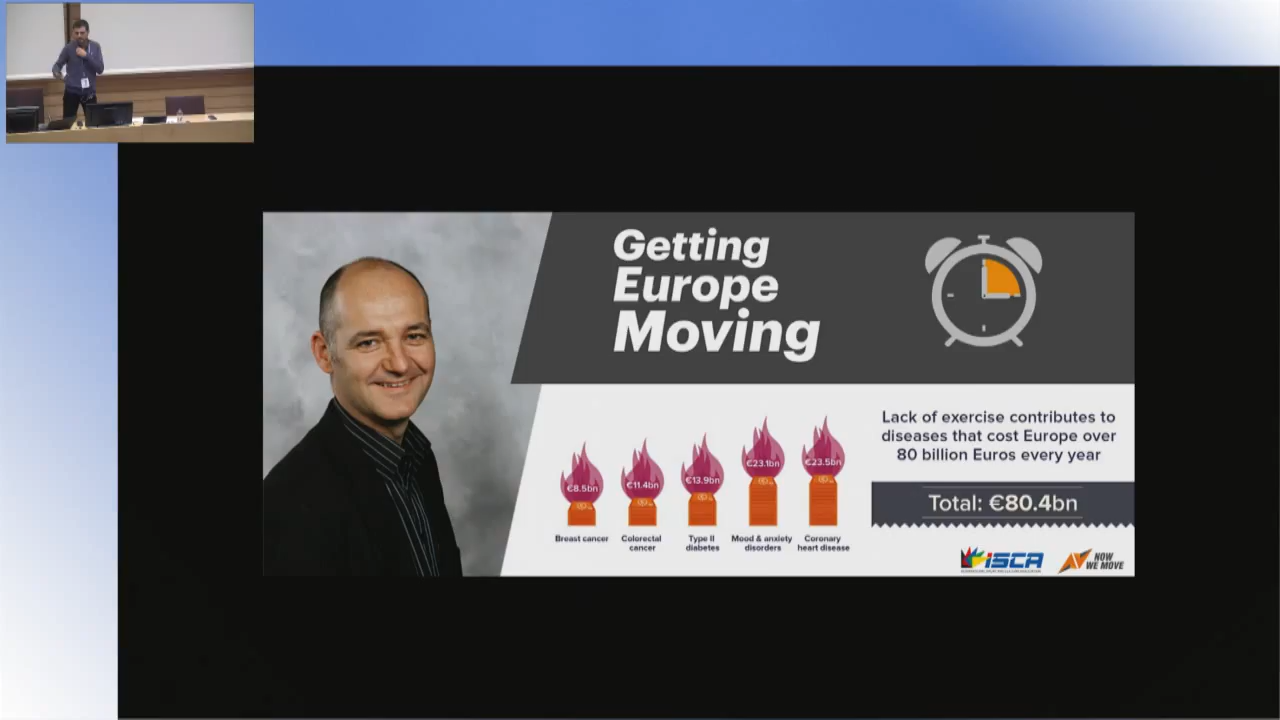 Getting
Europe
Moving
Lack of exercise contributes to
diseases that cost Europe over
80 billion Euros every year
Total: €80.4bn
€8.5bn
€11.4bn
€13.9bn
€23.1bn
€23.5bn
Breast cancer
Colorectal
cancer
Type II
diabetes
Mood & anxiety
disorders
Coronary
heart disease
ISCA
NOW
WE MOVE